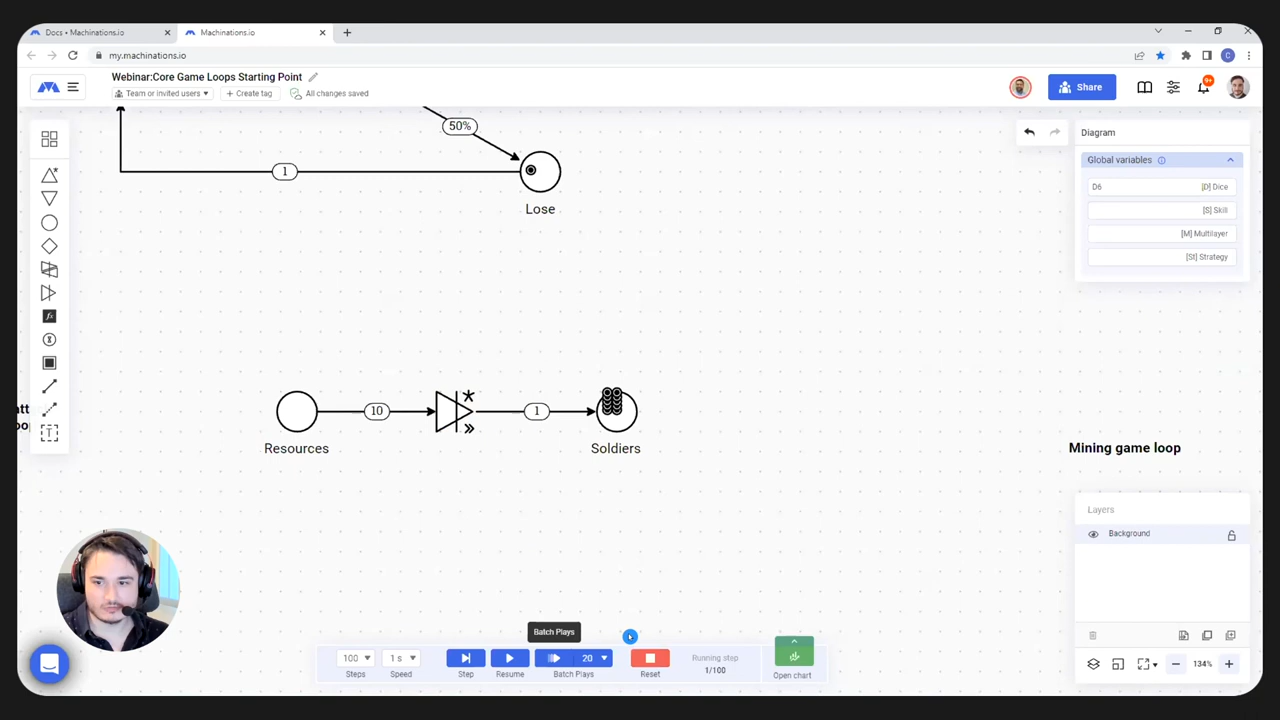 Docs • Machinations.io
Machinations.io
my.machinations.io
Webinar:Core Game Loops Starting Point
Team or invited users
+ Create tag
All changes saved
Share
9+
C
Diagram
Global variables
D6
[D] Dice
[S] Skill
[M] Multilayer
[St] Strategy
fx
T
50%
1
Lose
10
1
Resources
Soldiers
Mining game loop
Layers
Background
Batch Plays
100
Steps
1 s
Speed
Step
Resume
20
Batch Plays
Reset
Running step
1/100
Open chart
134%